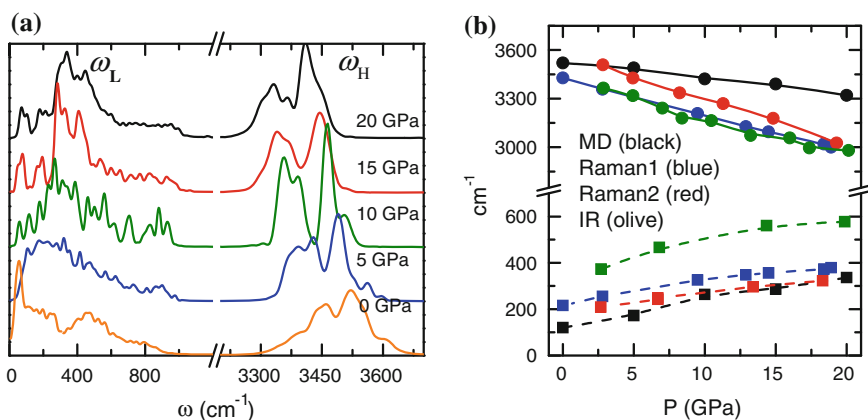 (a)
ω_L
ω_H
20 GPa
15 GPa
10 GPa
5 GPa
0 GPa
0 400 800 3300 3450 3600
ω (cm⁻¹)
(b)
3600
3300
3000
600
400
200
0
cm⁻¹
MD (black)
Raman1 (blue)
Raman2 (red)
IR (olive)
0 5 10 15 20
P (GPa)